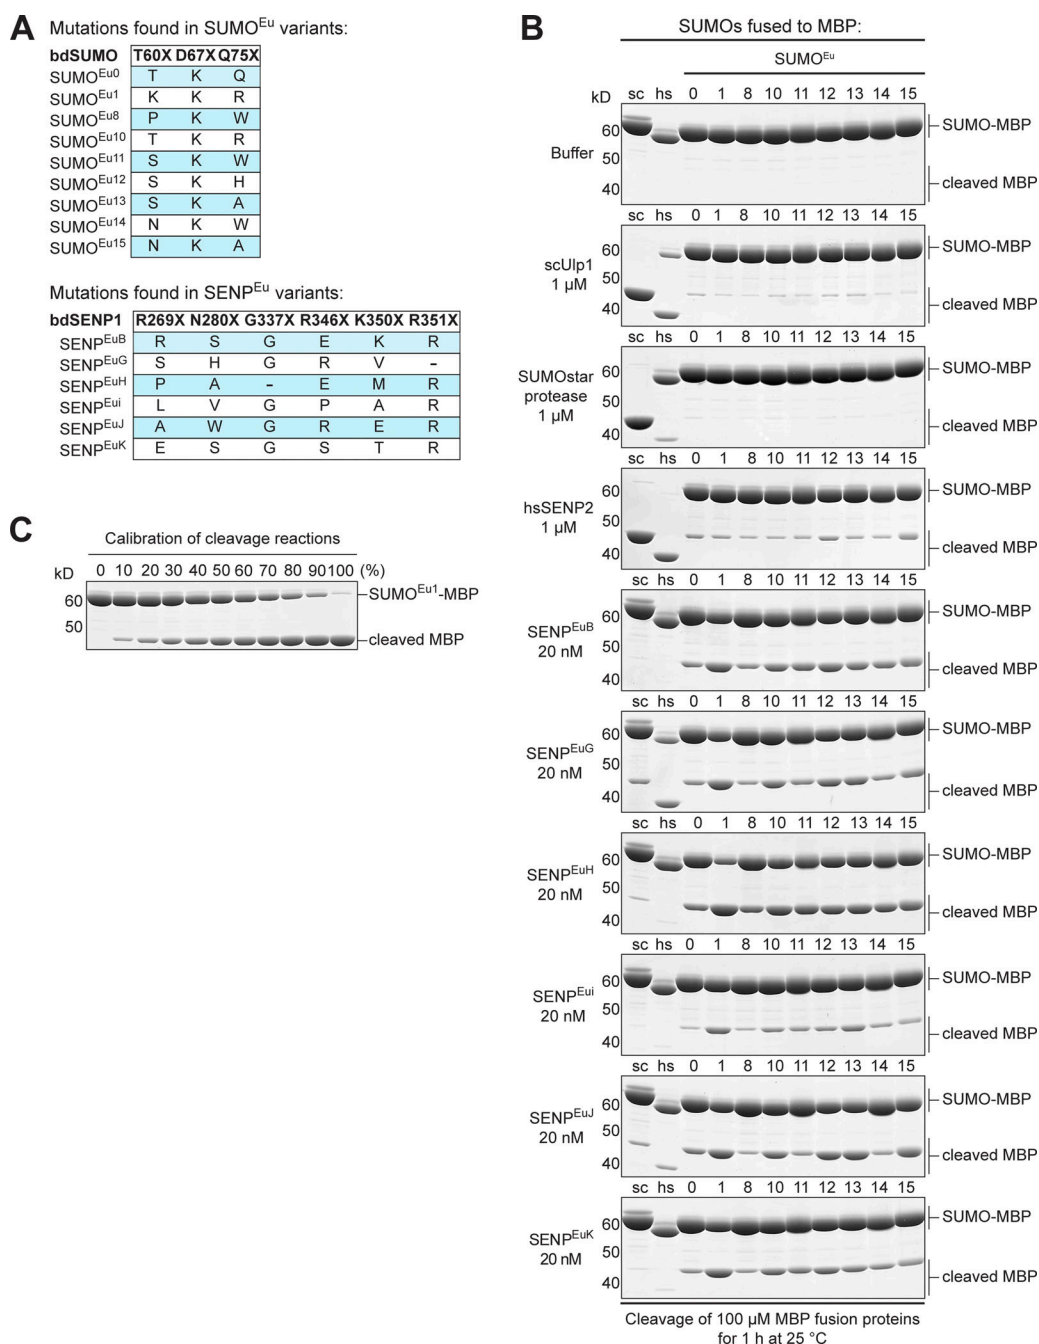 A
Mutations found in SUMO^Eu variants:
bdSUMO T60X D67X Q75X
SUMO^Eu0 T K Q
SUMO^Eu1 K K R
SUMO^Eu8 P K W
SUMO^Eu10 T K R
SUMO^Eu11 S K W
SUMO^Eu12 S K H
SUMO^Eu13 S K A
SUMO^Eu14 N K W
SUMO^Eu15 N K A
Mutations found in SENP^Eu variants:
bdSENP1 R269X N280X G337X R346X K350X R351X
SENP^EuB R S G E K R
SENP^EuG S H G R V –
SENP^EuH P A – E M R
SENP^Eui L V G P A R
SENP^EuJ A W G R E R
SENP^EuK E S G S T R
C
Calibration of cleavage reactions
kD 0 10 20 30 40 50 60 70 80 90 100 (%)
60
50
SUMO^Eu1-MBP
cleaved MBP
B
SUMOs fused to MBP:
SUMO^Eu
kD sc hs 0 1 8 10 11 12 13 14 15
60
50
40
Buffer
SUMO-MBP
cleaved MBP
sc hs 0 1 8 10 11 12 13 14 15
60
50
40
scUlp1
1 µM
SUMO-MBP
cleaved MBP
sc hs 0 1 8 10 11 12 13 14 15
60
50
40
SUMOstar
protease
1 µM
SUMO-MBP
cleaved MBP
sc hs 0 1 8 10 11 12 13 14 15
60
50
40
hsSENP2
1 µM
SUMO-MBP
cleaved MBP
sc hs 0 1 8 10 11 12 13 14 15
60
50
40
SENP^EuB
20 nM
SUMO-MBP
cleaved MBP
sc hs 0 1 8 10 11 12 13 14 15
60
50
40
SENP^EuG
20 nM
SUMO-MBP
cleaved MBP
sc hs 0 1 8 10 11 12 13 14 15
60
50
40
SENP^EuH
20 nM
SUMO-MBP
cleaved MBP
sc hs 0 1 8 10 11 12 13 14 15
60
50
40
SENP^Eui
20 nM
SUMO-MBP
cleaved MBP
sc hs 0 1 8 10 11 12 13 14 15
60
50
40
SENP^EuJ
20 nM
SUMO-MBP
cleaved MBP
sc hs 0 1 8 10 11 12 13 14 15
60
50
40
SENP^EuK
20 nM
SUMO-MBP
cleaved MBP
Cleavage of 100 µM MBP fusion proteins
for 1 h at 25 °C